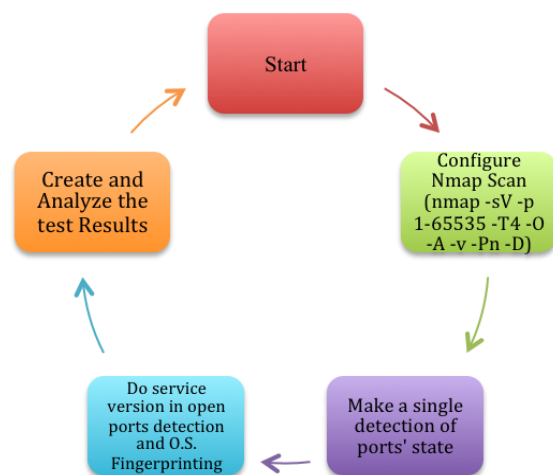 Start
Configure
Nmap Scan
(nmap -sV -p
1-65535 -T4 -O
-A -v -Pn -D)
Make a single
detection of
ports' state
Do service
version in open
ports detection
and O.S.
Fingerprinting
Create and
Analyze the
test Results